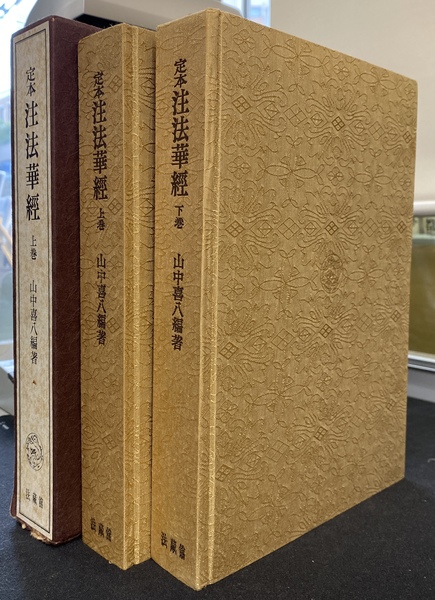 定本 注法華經 上巻 山中喜八編著
法藏館
定本 注法華經 上巻 山中喜八編著
法藏館
定本 注法華經 下巻 山中喜八編著
法藏館